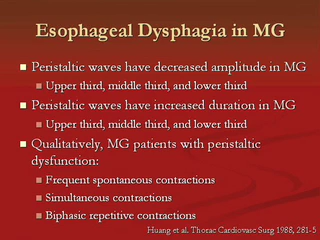 Esophageal Dysphagia in MG
Peristaltic waves have decreased amplitude in MG
Upper third, middle third, and lower third
Peristaltic waves have increased duration in MG
Upper third, middle third, and lower third
Qualitatively, MG patients with peristaltic
dysfunction:
Frequent spontaneous contractions
Simultaneous contractions
Biphasic repetitive contractions
Huang et al. Thorac Cardiovasc Surg 1988, 281-5